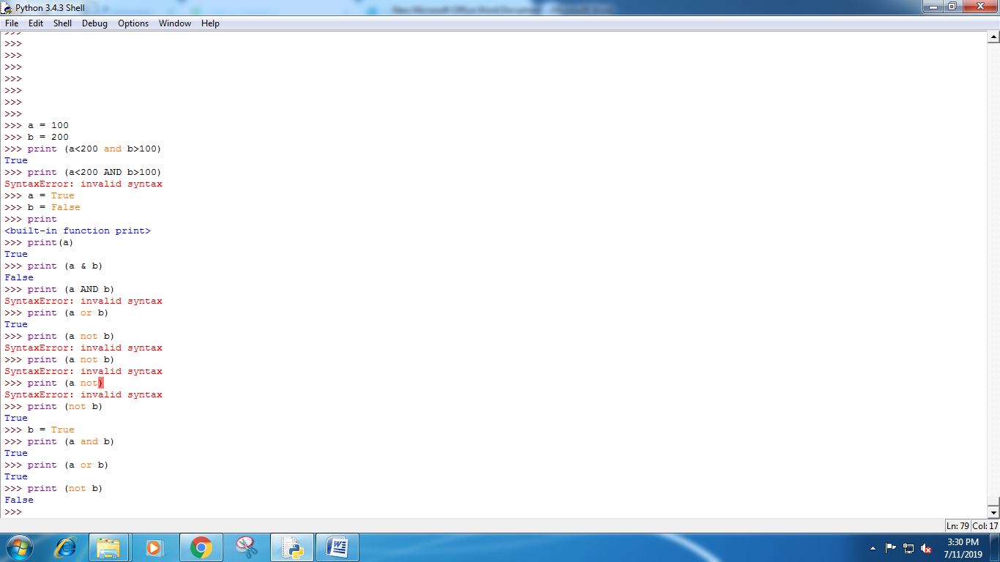 Python 3.4.3 Shell
File Edit Shell Debug Options Window Help
>>>
>>>
>>>
>>>
>>>
>>>
>>>
>>>
>>> a = 100
>>> b = 200
>>> print (a<200 and b>100)
True
>>> print (a<200 AND b>100)
SyntaxError: invalid syntax
>>> a = True
>>> b = False
>>> print
<built-in function print>
>>> print(a)
True
>>> print (a & b)
False
>>> print (a AND b)
SyntaxError: invalid syntax
>>> print (a or b)
True
>>> print (a not b)
SyntaxError: invalid syntax
>>> print (a not b)
SyntaxError: invalid syntax
>>> print (a not)
SyntaxError: invalid syntax
>>> print (not b)
True
>>> b = True
>>> print (a and b)
True
>>> print (a or b)
True
>>> print (not b)
False
>>>
Ln: 79 Col: 17
3:30 PM
7/11/2019